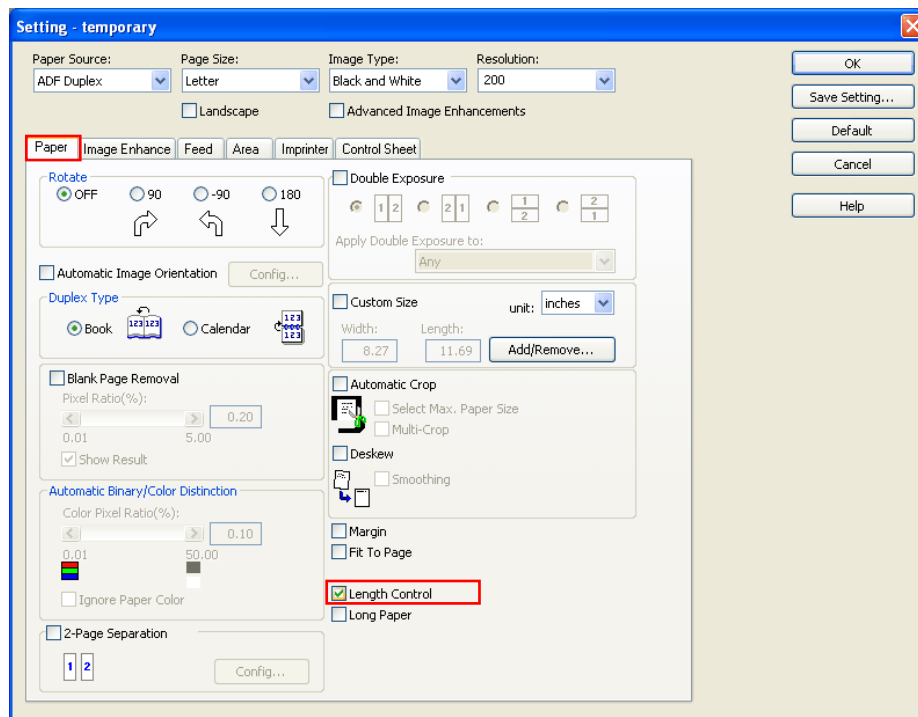 Setting - temporary
Paper Source: Page Size: Image Type: Resolution:
ADF Duplex Letter Black and White 200
Landscape Advanced Image Enhancements
OK
Save Setting...
Default
Cancel
Help
Paper Image Enhance Feed Area Imprinter Control Sheet
Rotate
OFF 90 -90 180
Automatic Image Orientation Config...
Duplex Type
Book 123 123 Calendar 123
123
Blank Page Removal
Pixel Ratio(%):
0.20
0.01 5.00
Show Result
Automatic Binary/Color Distinction
Color Pixel Ratio(%):
0.10
0.01 50.00
Ignore Paper Color
2-Page Separation
1 2 Config...
Double Exposure
1 2 2 1 1 2
2 1
Apply Double Exposure to:
Any
Custom Size unit: inches
Width: Length:
8.27 11.69 Add/Remove...
Automatic Crop
Select Max. Paper Size
Multi-Crop
Deskew
Smoothing
Margin
Fit To Page
Length Control
Long Paper